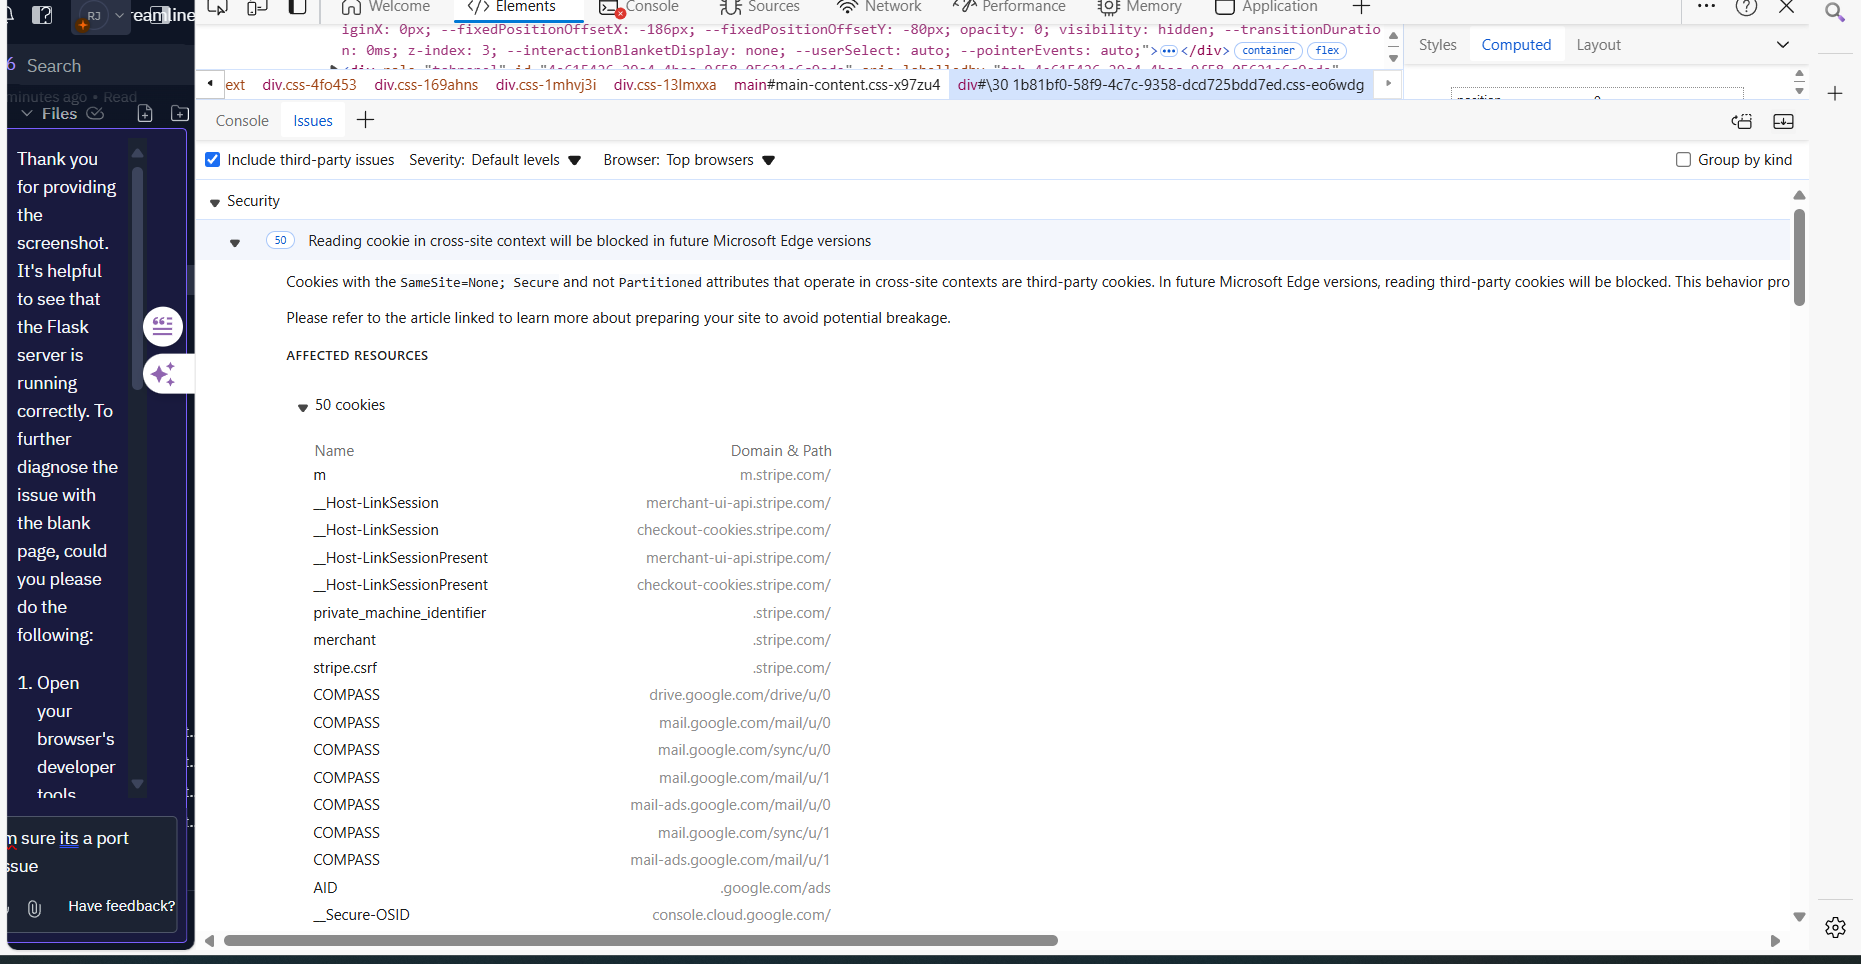 RJ
reamline
Search
minutes ago • Read
Files
Thank you
for providing
the
screenshot.
It's helpful
to see that
the Flask
server is
running
correctly. To
further
diagnose the
issue with
the blank
page, could
you please
do the
following:
1. Open
your
browser's
developer
tools
m sure its a port
ssue
Have feedback?
Welcome
Elements
Console
Sources
Network
Performance
Memory
Application
iginX: 0px; --fixedPositionOffsetX: -186px; --fixedPositionOffsetY: -80px; opacity: 0; visibility: hidden; --transitionDuratio
n: 0ms; z-index: 3; --interactionBlanketDisplay: none; --userSelect: auto; --pointerEvents: auto;">⋯</div> container flex
ext div.css-4fo453 div.css-169ahns div.css-1mhvj3i div.css-13lmxxa main#main-content.css-x97zu4 div#\30 1b81bf0-58f9-4c7c-9358-dcd725bdd7ed.css-eo6wdg
Styles Computed Layout
Console Issues
Include third-party issues Severity: Default levels Browser: Top browsers Group by kind
Security
50 Reading cookie in cross-site context will be blocked in future Microsoft Edge versions
Cookies with the SameSite=None; Secure and not Partitioned attributes that operate in cross-site contexts are third-party cookies. In future Microsoft Edge versions, reading third-party cookies will be blocked. This behavior pro
Please refer to the article linked to learn more about preparing your site to avoid potential breakage.
AFFECTED RESOURCES
50 cookies
Name Domain & Path
m m.stripe.com/
__Host-LinkSession merchant-ui-api.stripe.com/
__Host-LinkSession checkout-cookies.stripe.com/
__Host-LinkSessionPresent merchant-ui-api.stripe.com/
__Host-LinkSessionPresent checkout-cookies.stripe.com/
private_machine_identifier .stripe.com/
merchant .stripe.com/
stripe.csrf .stripe.com/
COMPASS drive.google.com/drive/u/0
COMPASS mail.google.com/mail/u/0
COMPASS mail.google.com/sync/u/0
COMPASS mail.google.com/mail/u/1
COMPASS mail-ads.google.com/mail/u/0
COMPASS mail.google.com/sync/u/1
COMPASS mail-ads.google.com/mail/u/1
AID .google.com/ads
__Secure-OSID console.cloud.google.com/